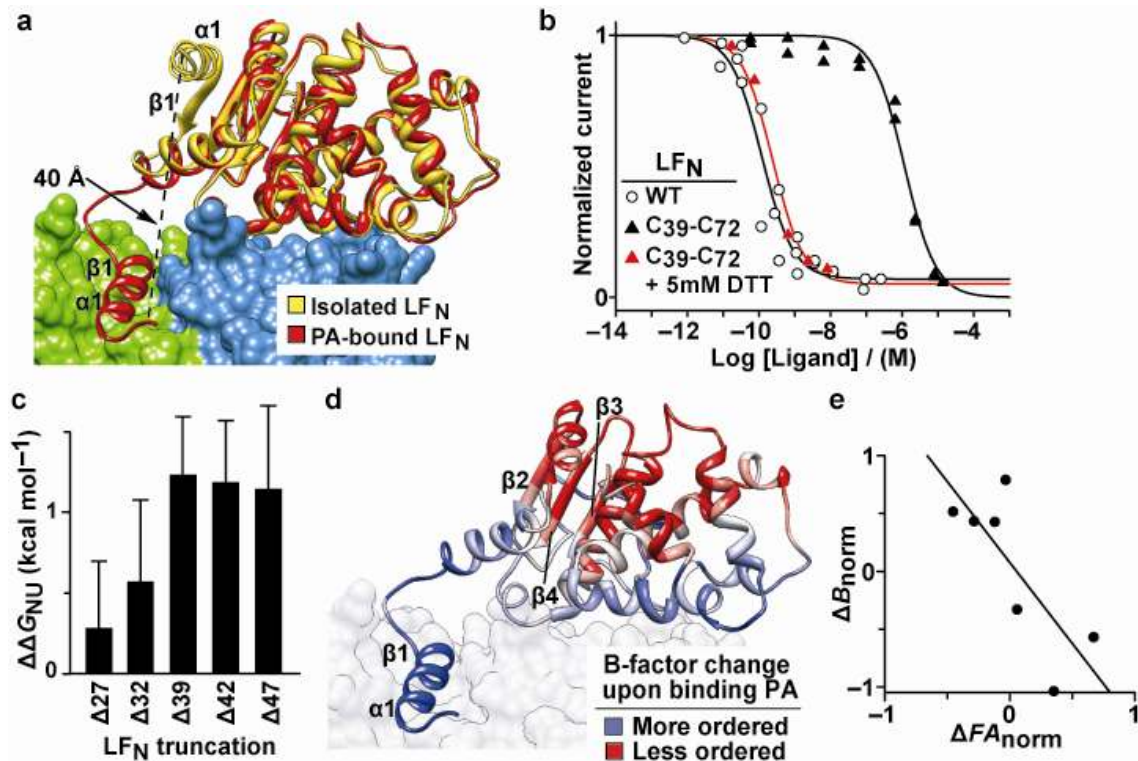 a
α1
β1
40 Å
β1
α1
Isolated LFN
PA-bound LFN
b
Normalized current
1
0
LFN
WT
C39-C72
C39-C72
+ 5mM DTT
−14 −12 −10 −8 −6 −4
Log [Ligand] / (M)
c
ΔΔGNU (kcal mol−1)
1
0
Δ27 Δ32 Δ39 Δ42 Δ47
LFN truncation
d
β3
β2
β4
β1
α1
B-factor change
upon binding PA
More ordered
Less ordered
e
ΔBnorm
1
0
−1
−1 0 1
ΔFAnorm